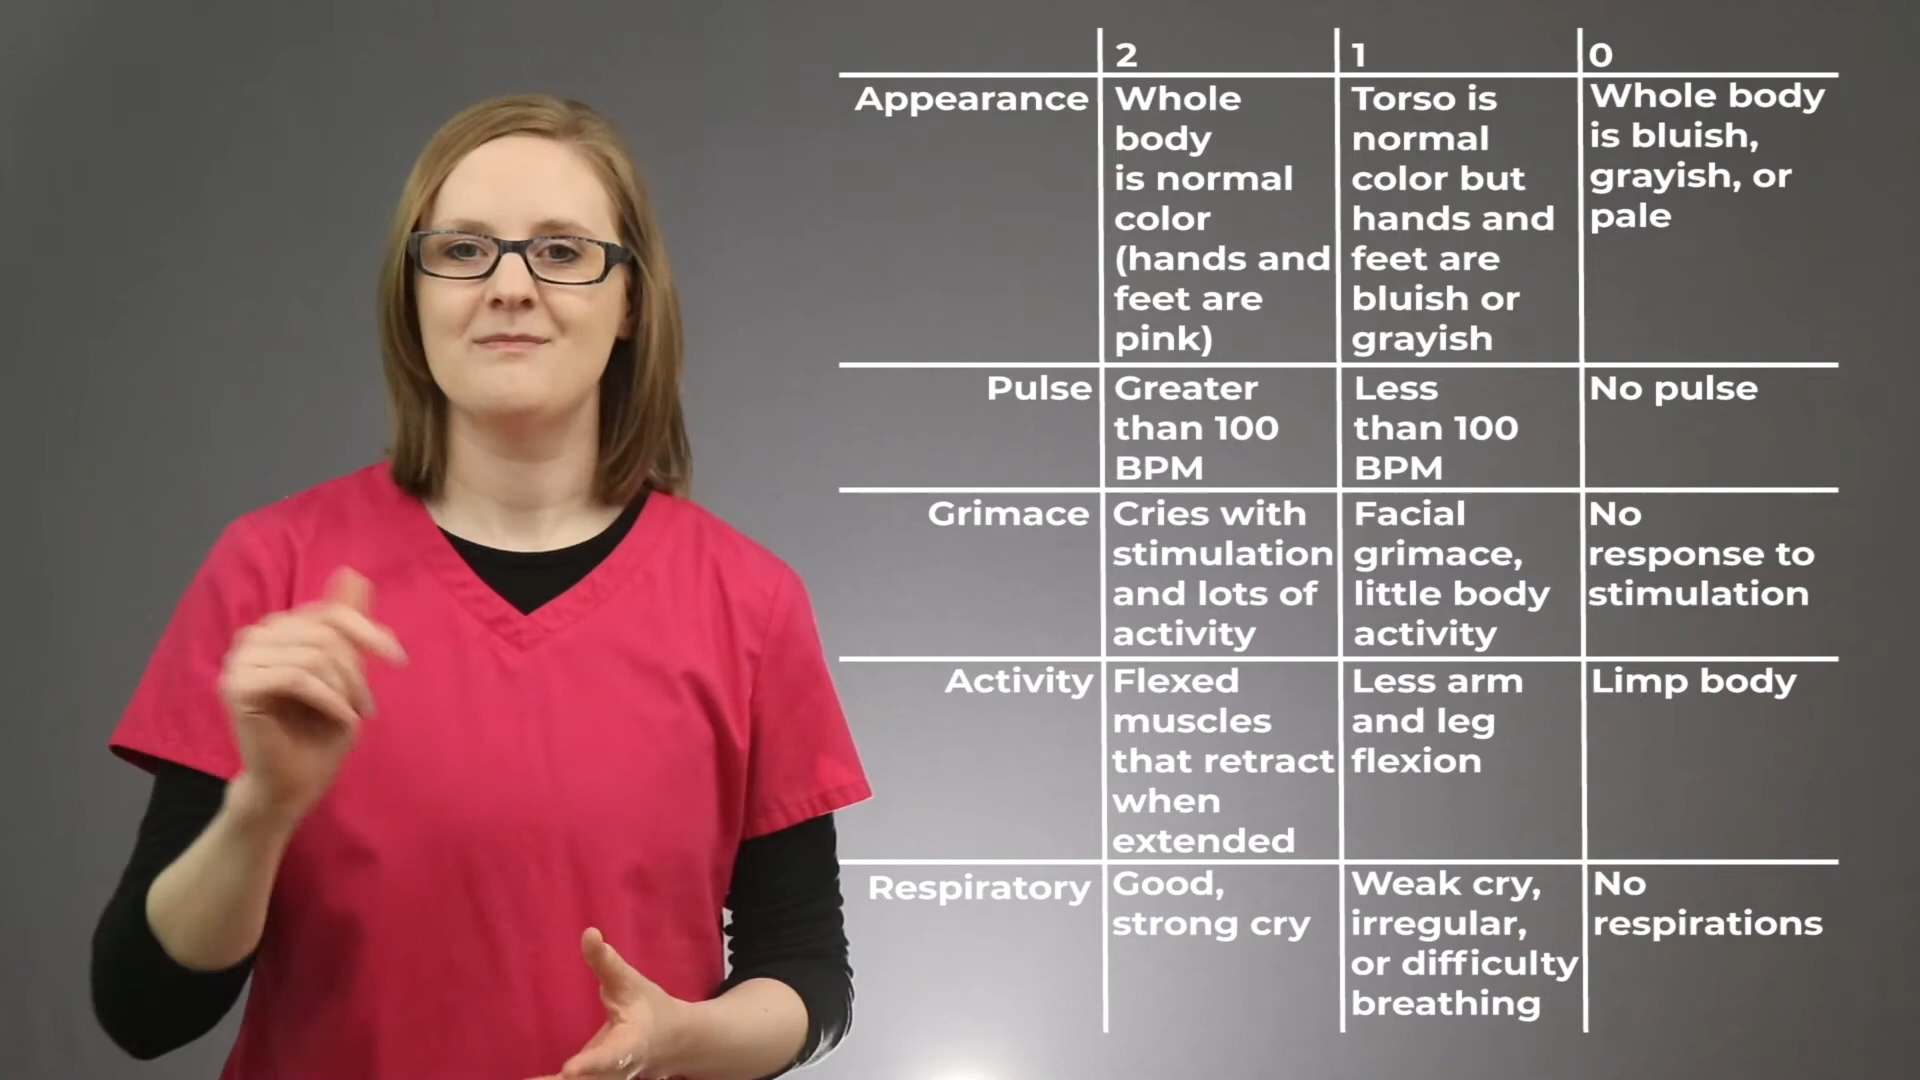 2
1
0
Appearance
Whole
body
is normal
color
(hands and
feet are
pink)
Torso is
normal
color but
hands and
feet are
bluish or
grayish
Whole body
is bluish,
grayish, or
pale
Pulse
Greater
than 100
BPM
Less
than 100
BPM
No pulse
Grimace
Cries with
stimulation
and lots of
activity
Facial
grimace,
little body
activity
No
response to
stimulation
Activity
Flexed
muscles
that retract
when
extended
Less arm
and leg
flexion
Limp body
Respiratory
Good,
strong cry
Weak cry,
irregular,
or difficulty
breathing
No
respirations